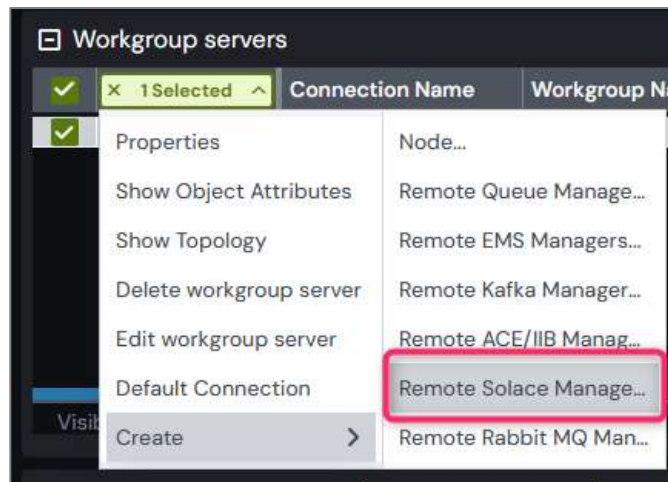 Workgroup servers
× 1 Selected Connection Name Workgroup Na
Properties
Show Object Attributes
Show Topology
Delete workgroup server
Edit workgroup server
Default Connection
Create
Node...
Remote Queue Manage...
Remote EMS Managers...
Remote Kafka Manager...
Remote ACE/IIB Manag...
Remote Solace Manage...
Remote Rabbit MQ Man...